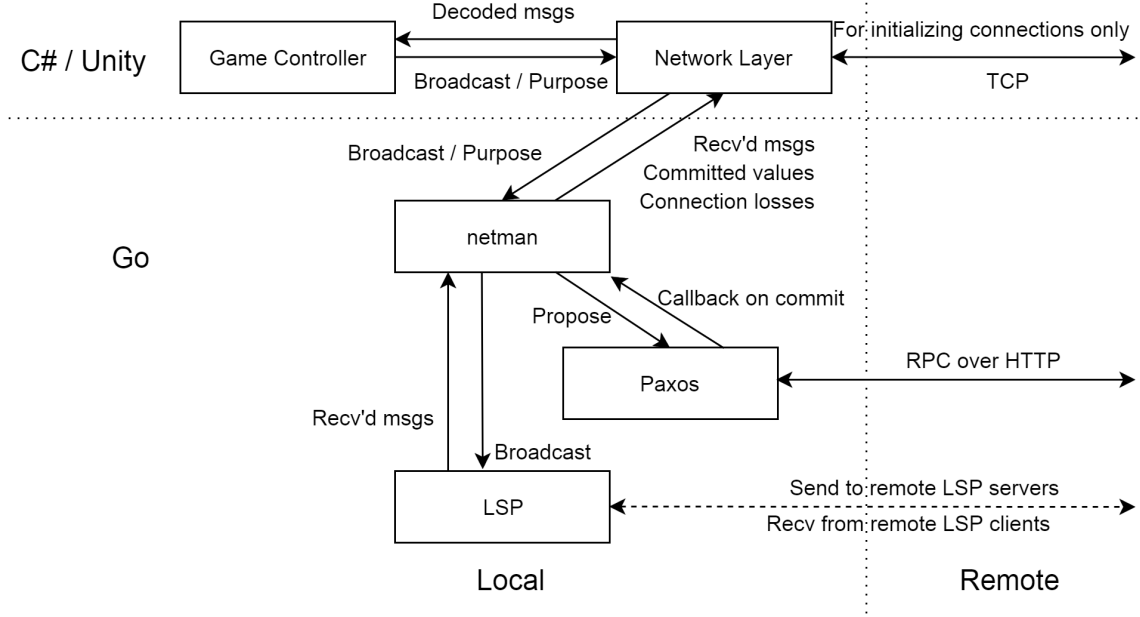 Decoded msgs
For initializing connections only
C# / Unity
Game Controller
Network Layer
Broadcast / Purpose
TCP
Recv'd msgs
Broadcast / Purpose
Committed values
Connection losses
netman
Go
Callback on commit
Propose
RPC over HTTP
Paxos
Recv'd msgs
Broadcast
Send to remote LSP servers
LSP
Recv from remote LSP clients
Local
Remote